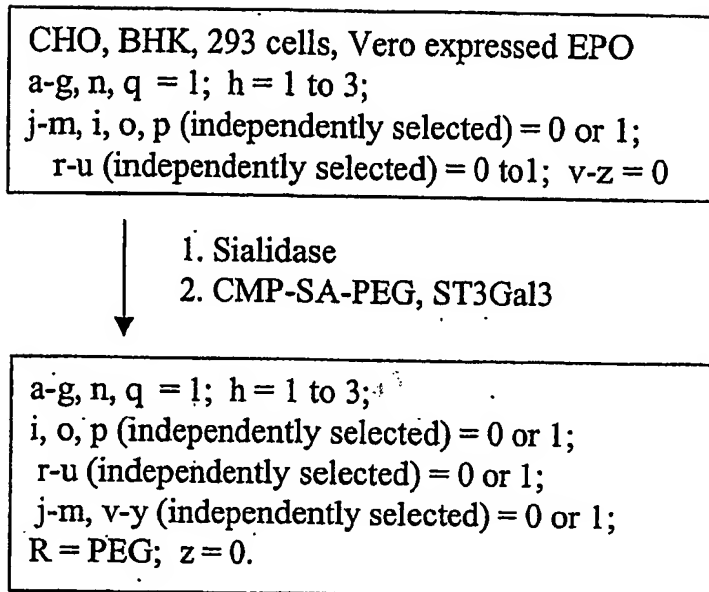 CHO, BHK, 293 cells, Vero expressed EPO
a-g, n, q = 1; h = 1 to 3;
j-m, i, o, p (independently selected) = 0 or 1;
r-u (independently selected) = 0 to1; v-z = 0
1. Sialidase
2. CMP-SA-PEG, ST3Gal3
a-g, n, q = 1; h = 1 to 3;
i, o, p (independently selected) = 0 or 1;
r-u (independently selected) = 0 or 1;
j-m, v-y (independently selected) = 0 or 1;
R = PEG; z = 0.